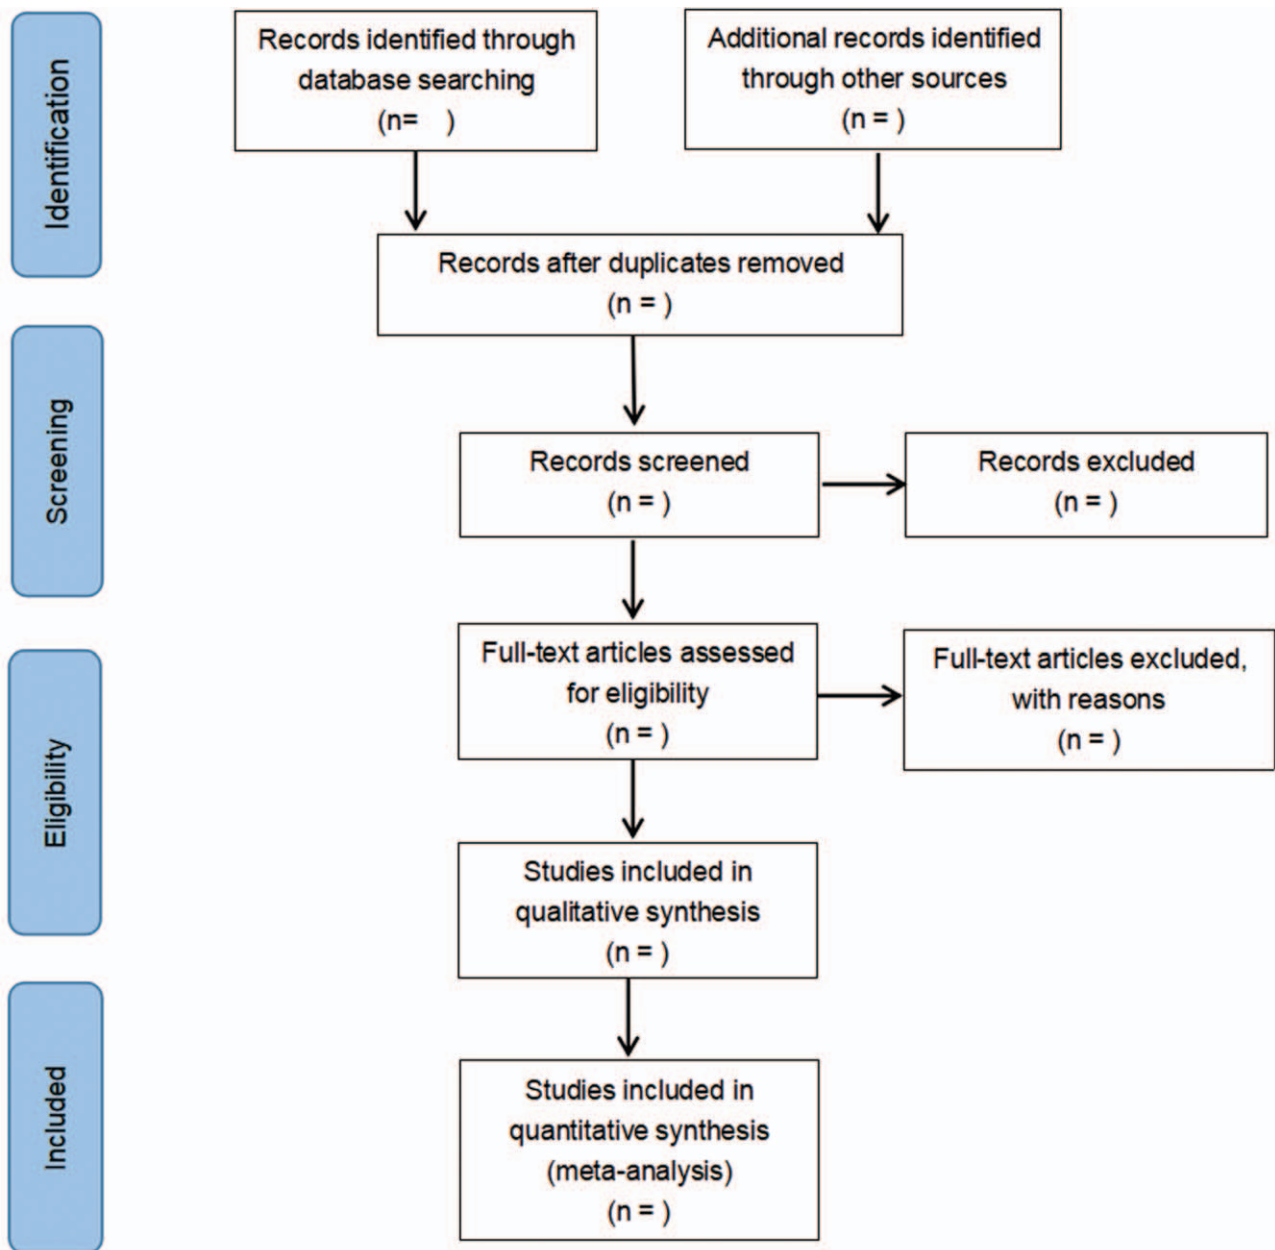 Identification
Records identified through
database searching
(n=    )
Additional records identified
through other sources
(n = )
Records after duplicates removed
(n = )
Screening
Records screened
(n = )
Records excluded
(n = )
Eligibility
Full-text articles assessed
for eligibility
(n = )
Full-text articles excluded,
with reasons
(n = )
Studies included in
qualitative synthesis
(n = )
Included
Studies included in
quantitative synthesis
(meta-analysis)
(n = )